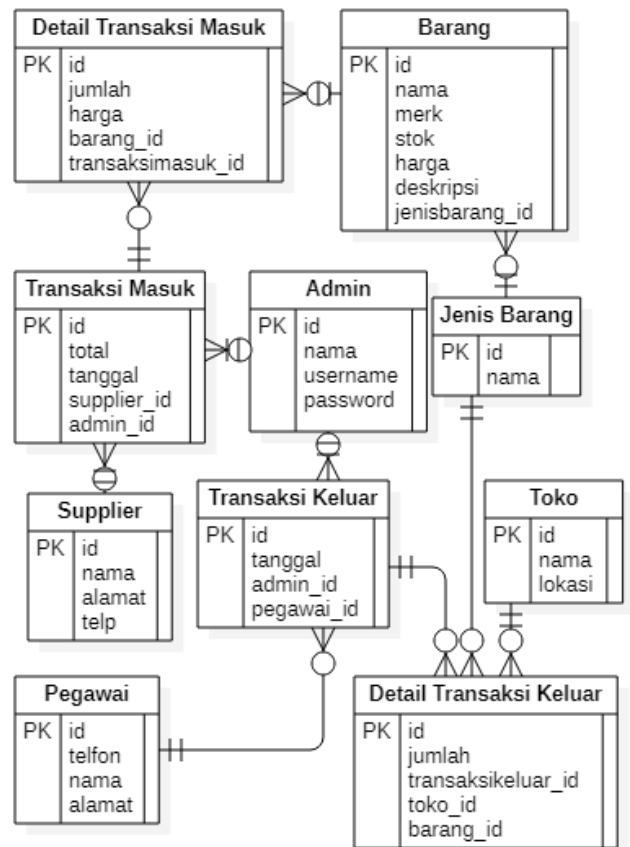 Detail Transaksi Masuk
PK id
jumlah
harga
barang_id
transaksimasuk_id
Barang
PK id
nama
merk
stok
harga
deskripsi
jenisbarang_id
Transaksi Masuk
PK id
total
tanggal
supplier_id
admin_id
Admin
PK id
nama
username
password
Jenis Barang
PK id
nama
Supplier
PK id
nama
alamat
telp
Transaksi Keluar
PK id
tanggal
admin_id
pegawai_id
Toko
PK id
nama
lokasi
Pegawai
PK id
telfon
nama
alamat
Detail Transaksi Keluar
PK id
jumlah
transaksikeluar_id
toko_id
barang_id